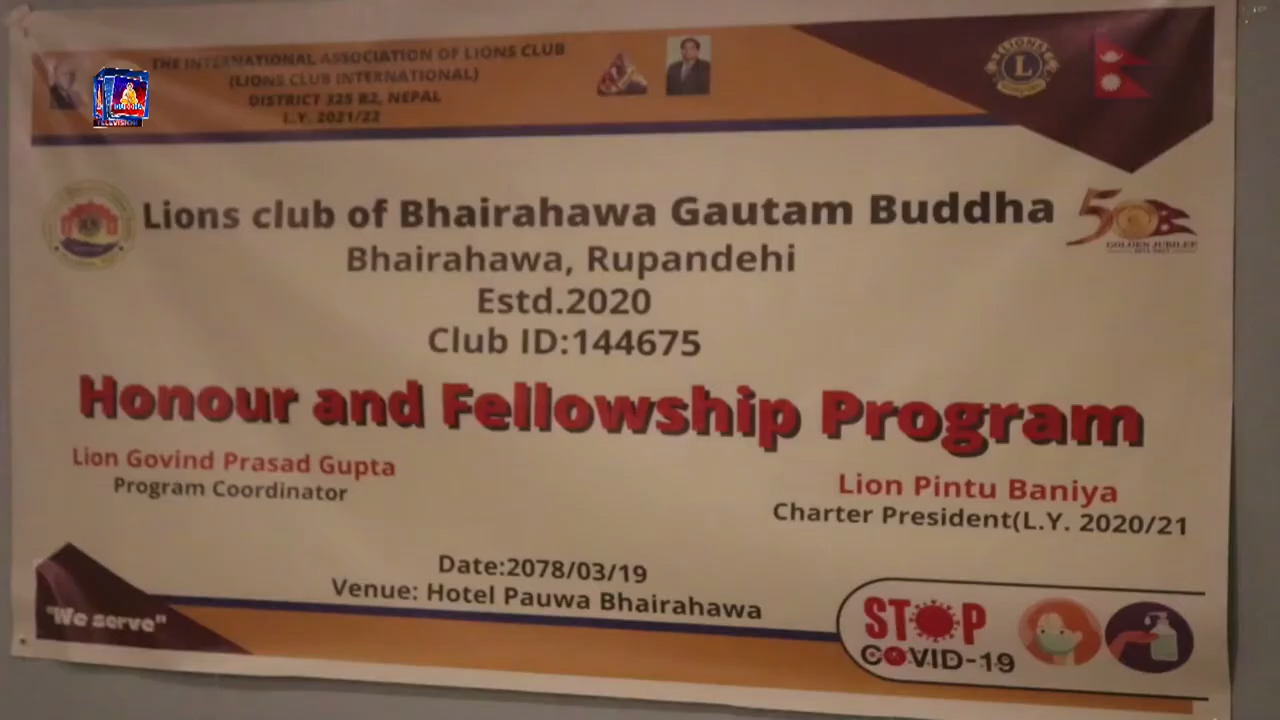 THE INTERNATIONAL ASSOCIATION OF LIONS CLUB
(LIONS CLUB INTERNATIONAL)
DISTRICT 325 B2, NEPAL
L.Y. 2021/22
TELEVISION
LIONS
L
Lions club of Bhairahawa Gautam Buddha
50
GOLDEN JUBILEE
Bhairahawa, Rupandehi
Estd.2020
Club ID:144675
Honour and Fellowship Program
Lion Govind Prasad Gupta
Program Coordinator
Lion Pintu Baniya
Charter President(L.Y. 2020/21
Date:2078/03/19
Venue: Hotel Pauwa Bhairahawa
"We serve"
STOP
COVID-19